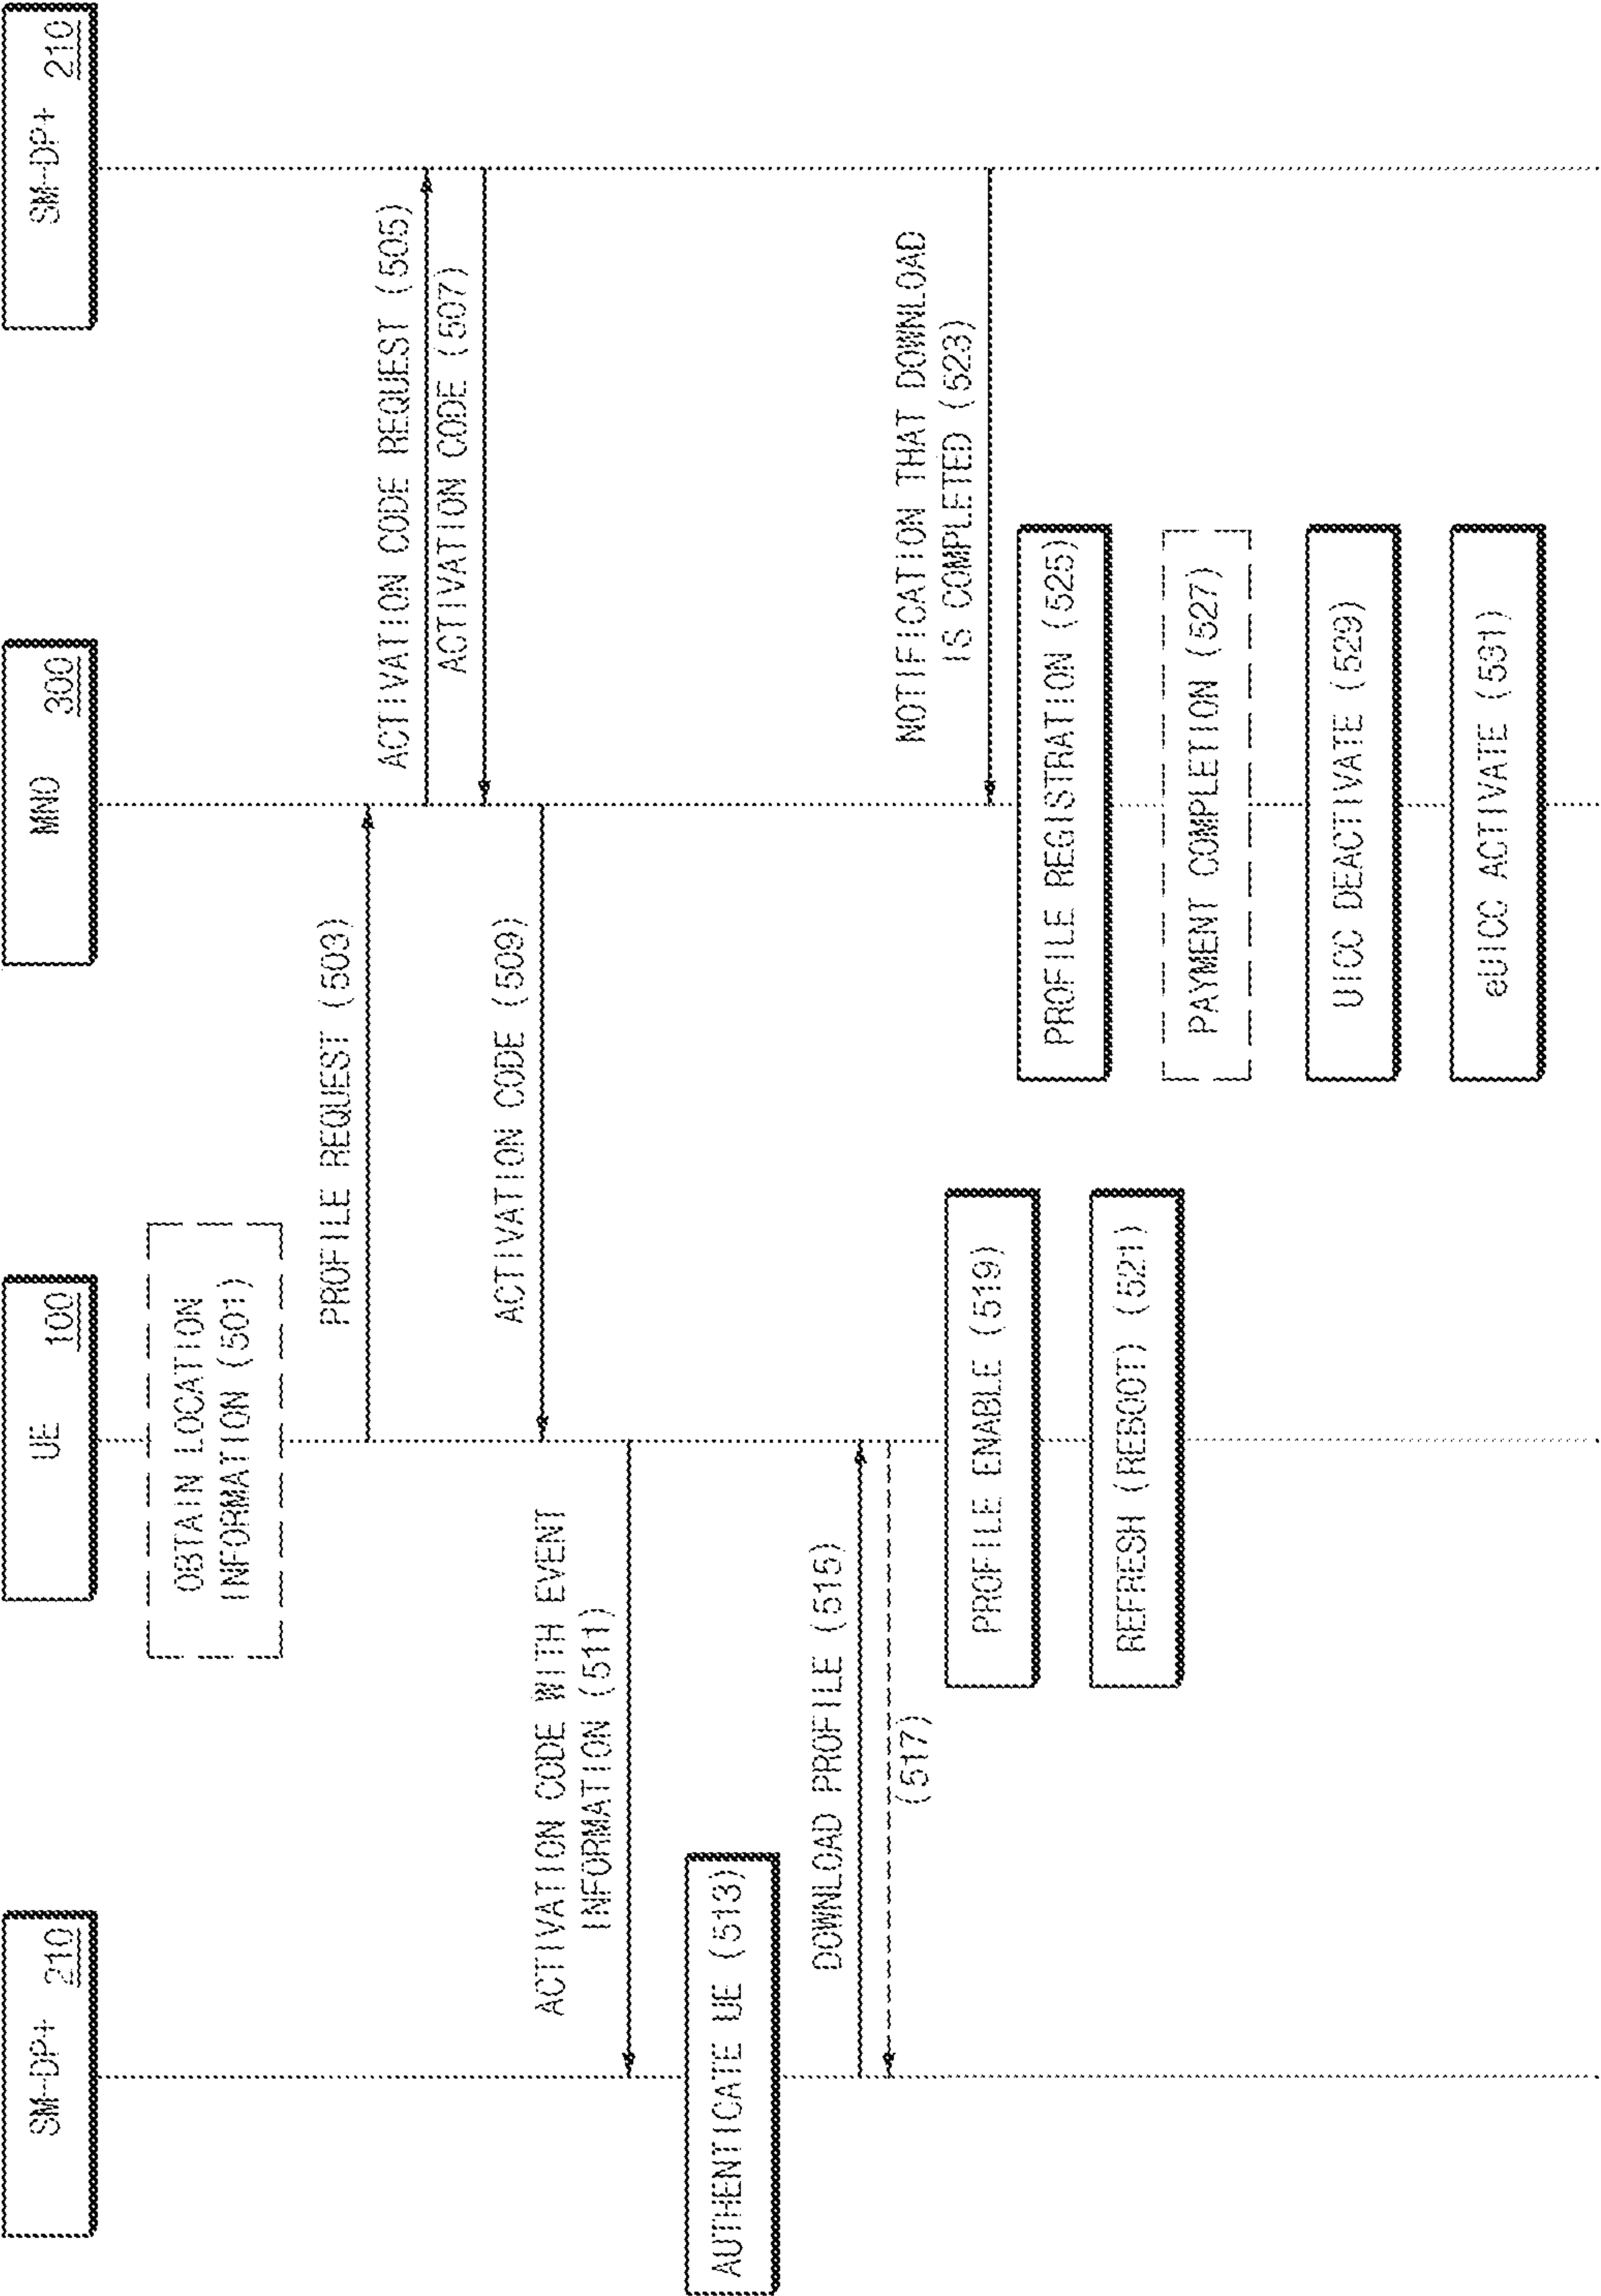 SM-DP+ 210
UE 100
MNO 300
SM-DP+ 210
OBTAIN LOCATION
INFORMATION (501)
PROFILE REQUEST (503)
ACTIVATION CODE REQUEST (505)
ACTIVATION CODE (507)
ACTIVATION CODE (509)
ACTIVATION CODE WITH EVENT
INFORMATION (511)
AUTHENTICATE UE (513)
DOWNLOAD PROFILE (515)
(517)
PROFILE ENABLE (519)
REFRESH (REBOOT) (521)
NOTIFICATION THAT DOWNLOAD
IS COMPLETED (523)
PROFILE REGISTRATION (525)
PAYMENT COMPLETION (527)
UICC DEACTIVATE (529)
eUICC ACTIVATE (531)